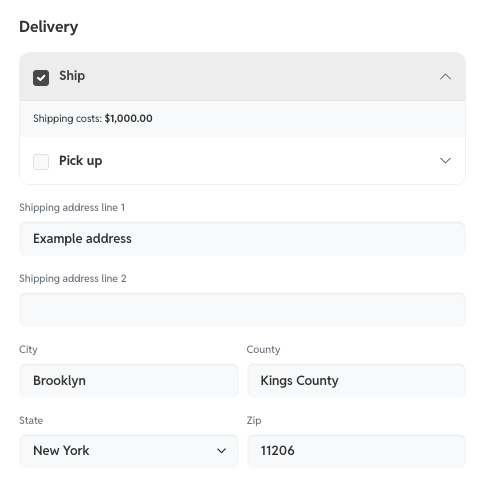 Delivery
Ship
Shipping costs: $1,000.00
Pick up
Shipping address line 1
Example address
Shipping address line 2
City
County
Brooklyn
Kings County
State
Zip
New York
11206